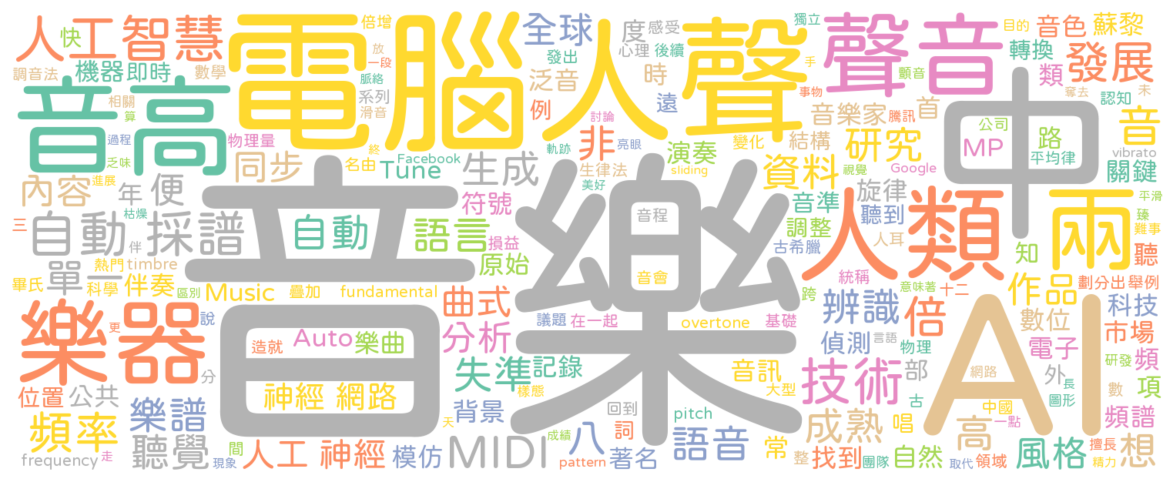 人工智慧
快
電腦
人聲
聲音
全球
倍增
放
一段
脈絡
系列
滑音
數學
調音法
機器
即時
相關
算
過程
乏味
進展
枯燥
物理量
同步
名由
終
Facebook
Tune
生成
音高
內容
年
便
自動
採譜
三
伴
自動
語言
符號
損益
原始
發出
泛音
例
度
感受
心理
後續
時
遠
討論
軌跡
亮眼
非
演奏
生律法
美好
sliding
變化
資料
結構
音樂家
騰訊
事物
手
獨立
目的
顫音
首
研究
視覺
Google
公司
音色
蘇黎
轉換
類
發展
奪去
未
認知
中
MP
路
平均律
音
vibrato
關鍵
平滑
臻
難事
聽
劃分出
舉例
兩
人類
旋律
音準
調整
聽到
古希臘
人耳
統稱
意味著
十二
知
作品
科技
數位
市場
電子
研發
頻
項
外
長
圖形
數
頻譜
音樂
音程
音會
畢氏
熱門
timbre
科學
單一
伴奏
區別
說
Music
疊加
fundamental
曲式
議題
在一起
分析
Auto
樂曲
造就
更
樂器
神經
網路
失準
記錄
樣態
位置
公共
分
樂譜
頻率
聽覺
間
現象
frequency
走
人工
神經
模仿
背景
天
MIDI
成績
pattern
八
回到
詞
著名
overtone
跨
基礎
音訊
大型
pitch
語音
常
整
辨識
倍
偵測
言語
物理
部
技術
古
成熟
唱
找到
團隊
自然
AI
網路
中國
一點
高
取代
領域
風格
擅長
精力
想